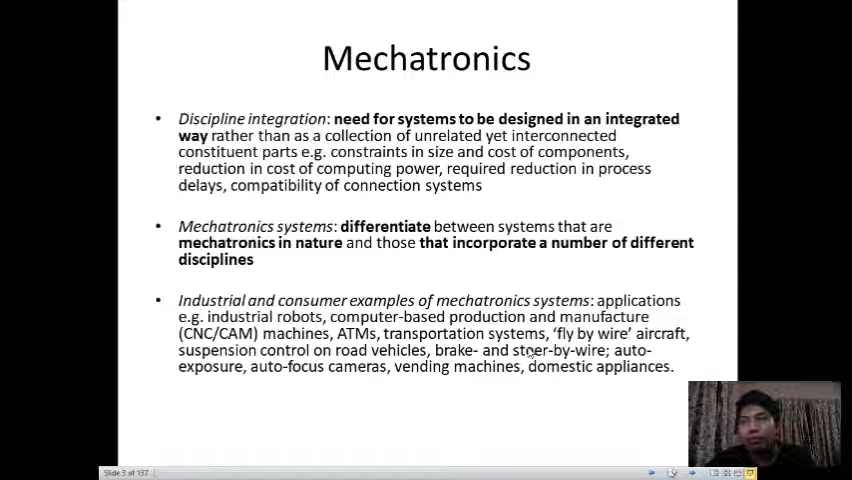 Mechatronics
• Discipline integration: need for systems to be designed in an integrated
way rather than as a collection of unrelated yet interconnected
constituent parts e.g. constraints in size and cost of components,
reduction in cost of computing power, required reduction in process
delays, compatibility of connection systems
• Mechatronics systems: differentiate between systems that are
mechatronics in nature and those that incorporate a number of different
disciplines
• Industrial and consumer examples of mechatronics systems: applications
e.g. industrial robots, computer-based production and manufacture
(CNC/CAM) machines, ATMs, transportation systems, ‘fly by wire’ aircraft,
suspension control on road vehicles, brake- and steer-by-wire; auto-
exposure, auto-focus cameras, vending machines, domestic appliances.
Slide 3 of 137